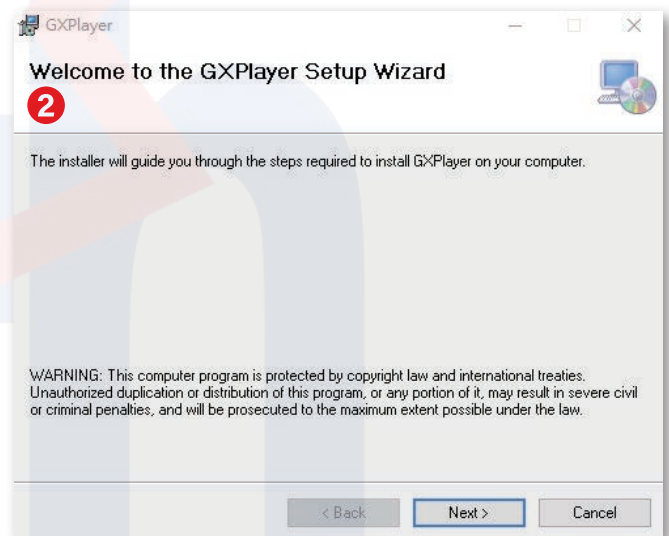 GXPlayer
Welcome to the GXPlayer Setup Wizard
2
The installer will guide you through the steps required to install GXPlayer on your computer.
WARNING: This computer program is protected by copyright law and international treaties.
Unauthorized duplication or distribution of this program, or any portion of it, may result in severe civil
or criminal penalties, and will be prosecuted to the maximum extent possible under the law.
< Back Next > Cancel